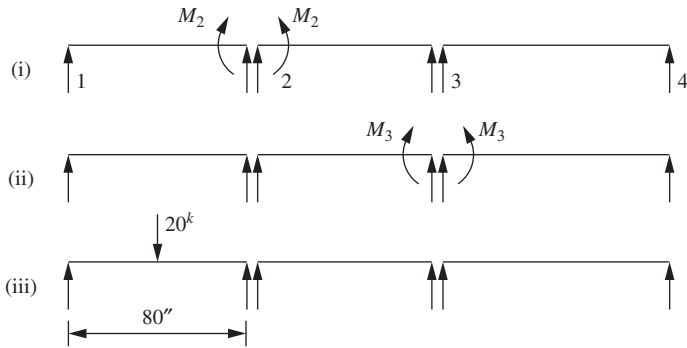 M₂ M₂
(i) 1 2 3 4
M₃ M₃
(ii)
20ᵏ
(iii)
80″